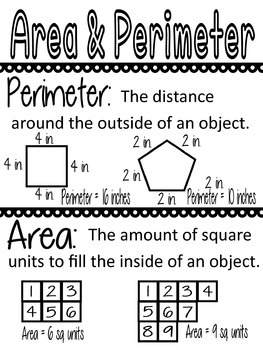 Area & Perimeter
Perimeter: The distance
around the outside of an object.
4 in
4 in
4 in
4 in
Perimeter = 16 inches
2 in
2 in
2 in
2 in
2 in
Perimeter = 10 inches
Area: The amount of square
units to fill the inside of an object.
1 2 3
4 5 6
Area = 6 sq. units
1 2 3 4
5 6 7
8 9
Area = 9 sq. units